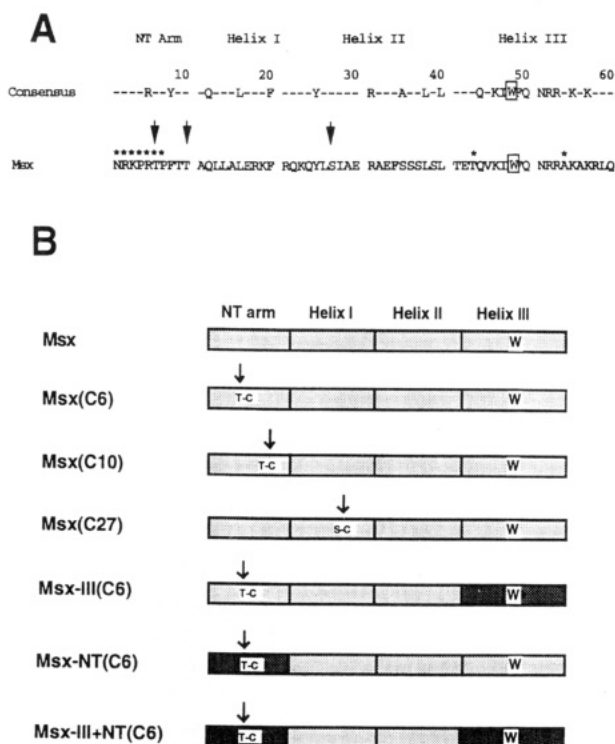 A
NT Arm Helix I Helix II Helix III
10 20 30 40 50 60
Consensus ----R--Y-- -Q---L--F ------Y--- ---R--A-L-L --Q-KIWFQ NRR-K-K----
*******
* *
Msx NRKPRTPFTT AQLLALERKF RQKQYLSIAE RAEFSSSLSL TETQVKIWFQ NRRAKAKRLQ
B
NT arm Helix I Helix II Helix III
Msx W
Msx(C6) T-C W
Msx(C10) T-C W
Msx(C27) S-C W
Msx-III(C6) T-C W
Msx-NT(C6) T-C W
Msx-III+NT(C6) T-C W